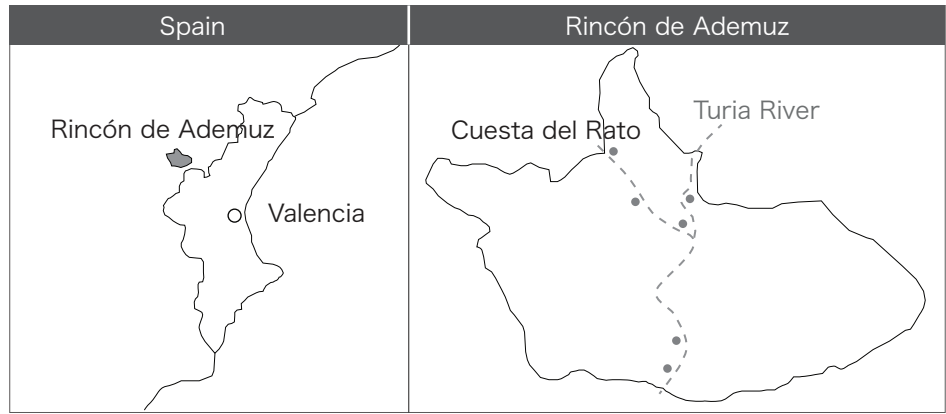 Spain
Rincón de Ademuz
Rincón de Ademuz
Valencia
Turia River
Cuesta del Rato